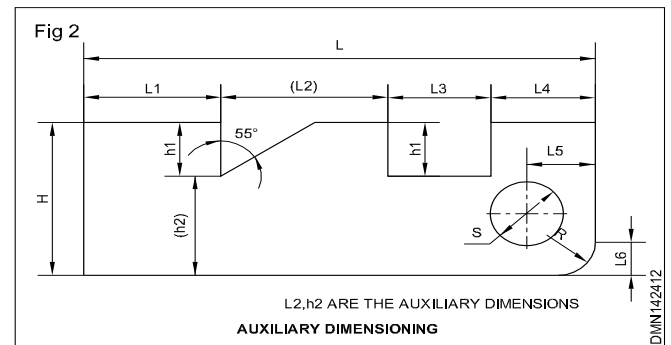 Fig 2
L
L1 (L2) L3 L4
h1 55° h1 L5
H (h2) S R L6
L2,h2 ARE THE AUXILIARY DIMENSIONS
AUXILIARY DIMENSIONING
DMN142412